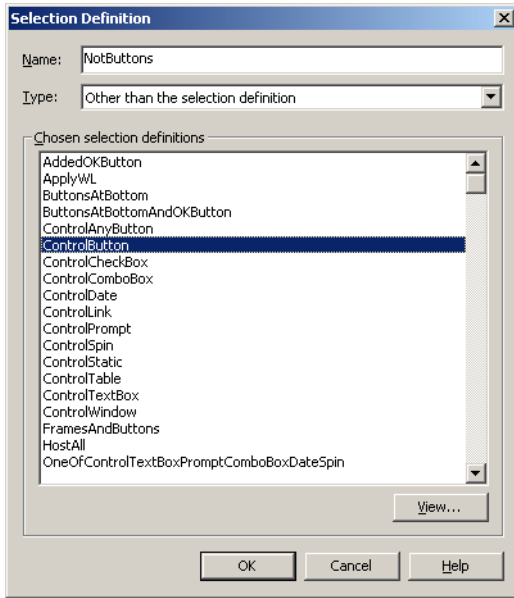 Selection Definition
Name: NotButtons
Type: Other than the selection definition
Chosen selection definitions
AddedOKButton
ApplyWL
ButtonsAtBottom
ButtonsAtBottomAndOKButton
ControlAnyButton
ControlButton
ControlCheckBox
ControlComboBox
ControlDate
ControlLink
ControlPrompt
ControlSpin
ControlStatic
ControlTable
ControlTextBox
ControlWindow
FramesAndButtons
HostAll
OneOfControlTextBoxPromptComboBoxDateSpin
View...
OK Cancel Help